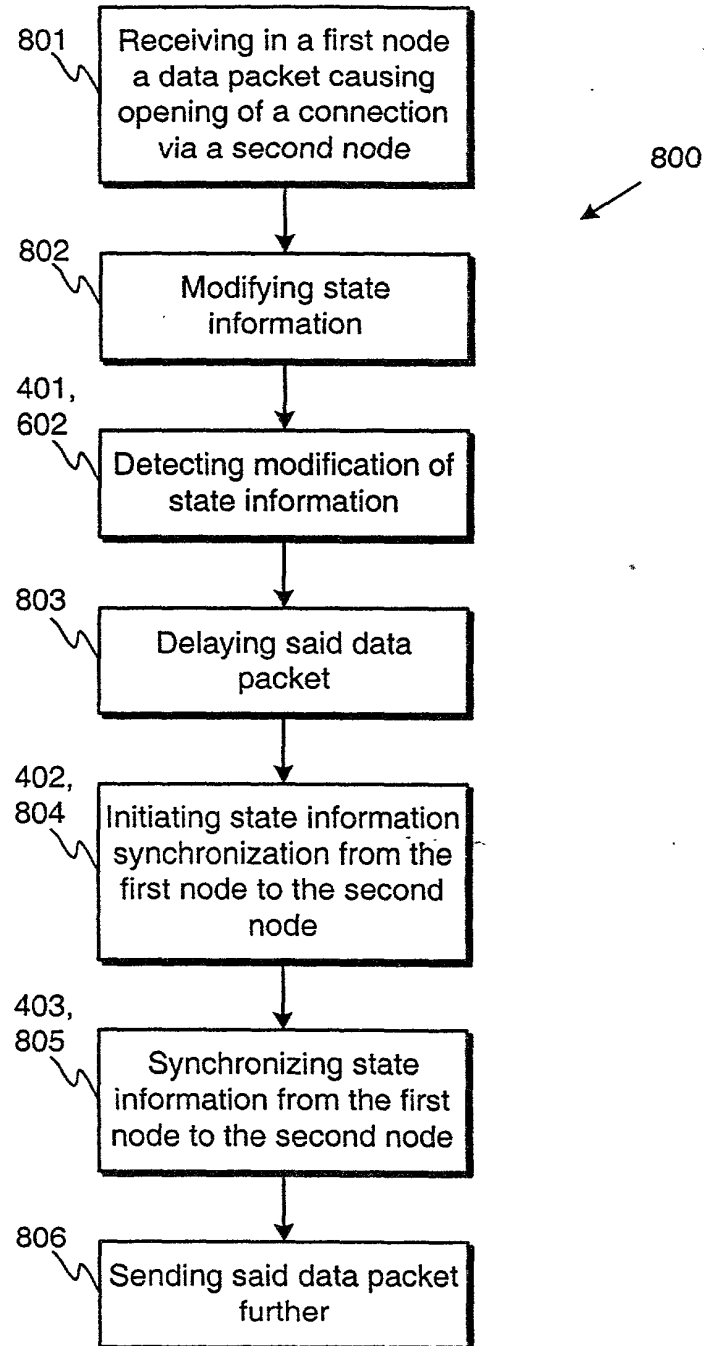 801
Receiving in a first node
a data packet causing
opening of a connection
via a second node
800
802
Modifying state
information
401,
602
Detecting modification of
state information
803
Delaying said data
packet
402,
804
Initiating state information
synchronization from the
first node to the second
node
403,
805
Synchronizing state
information from the first
node to the second node
806
Sending said data packet
further